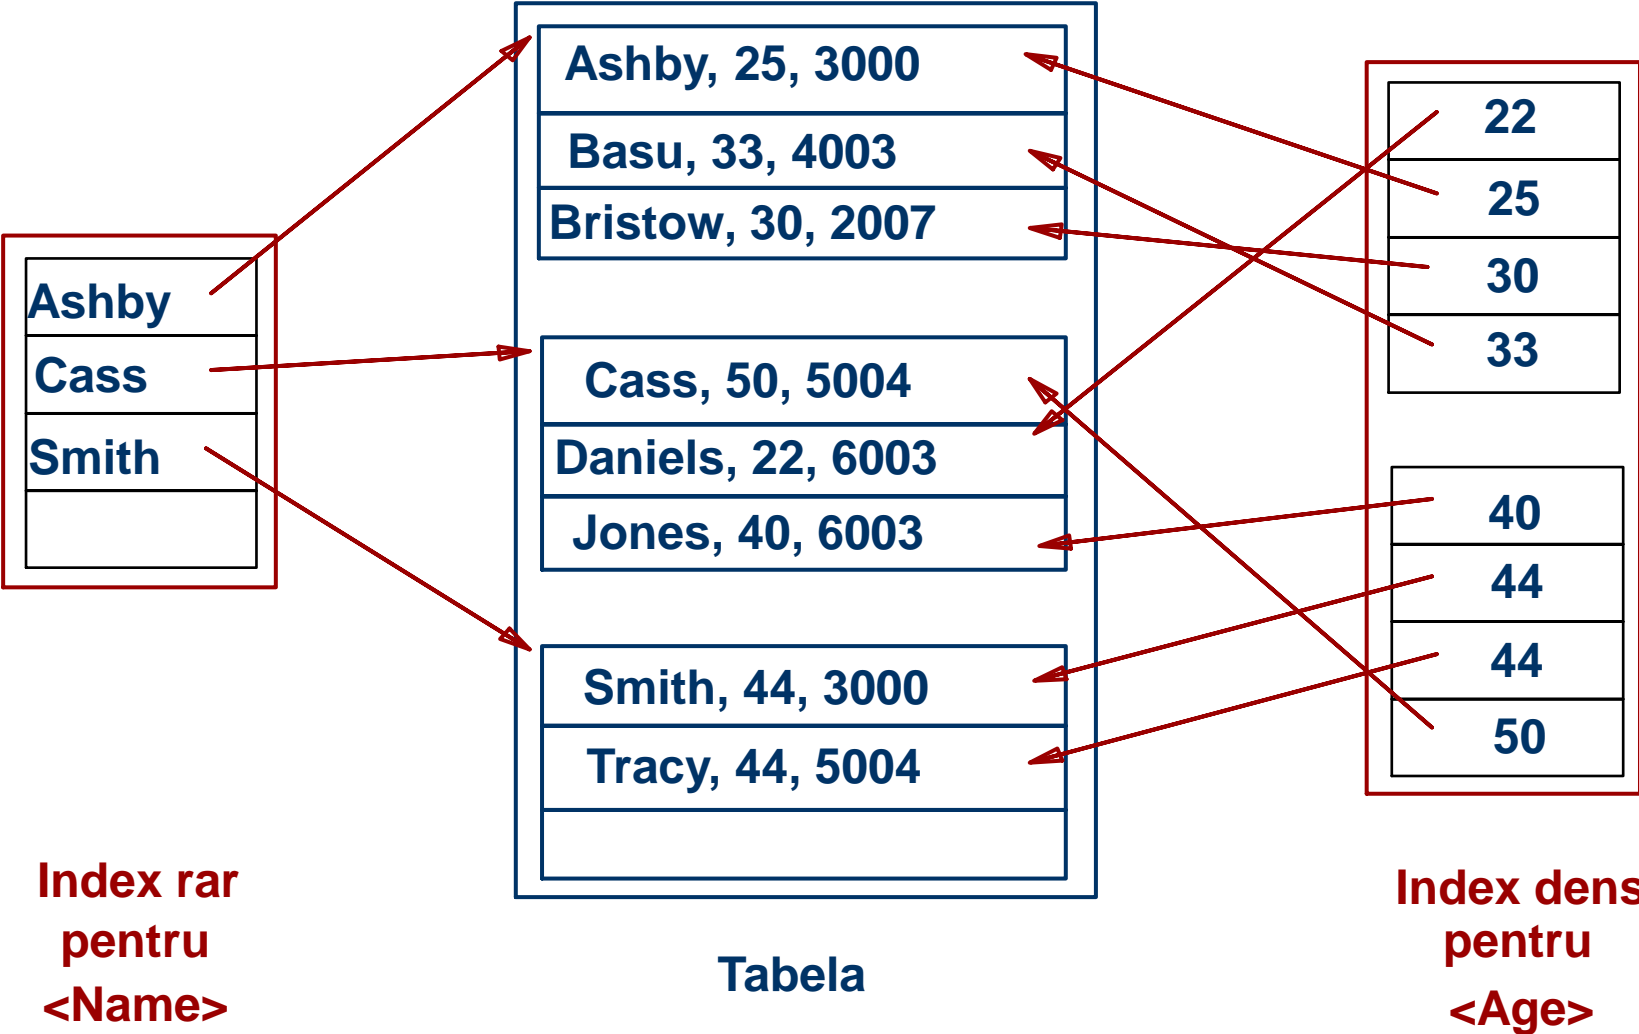 Ashby
Cass
Smith
Index rar
pentru
<Name>
Ashby, 25, 3000
Basu, 33, 4003
Bristow, 30, 2007
Cass, 50, 5004
Daniels, 22, 6003
Jones, 40, 6003
Smith, 44, 3000
Tracy, 44, 5004
Tabela
22
25
30
33
40
44
44
50
Index dens
pentru
<Age>